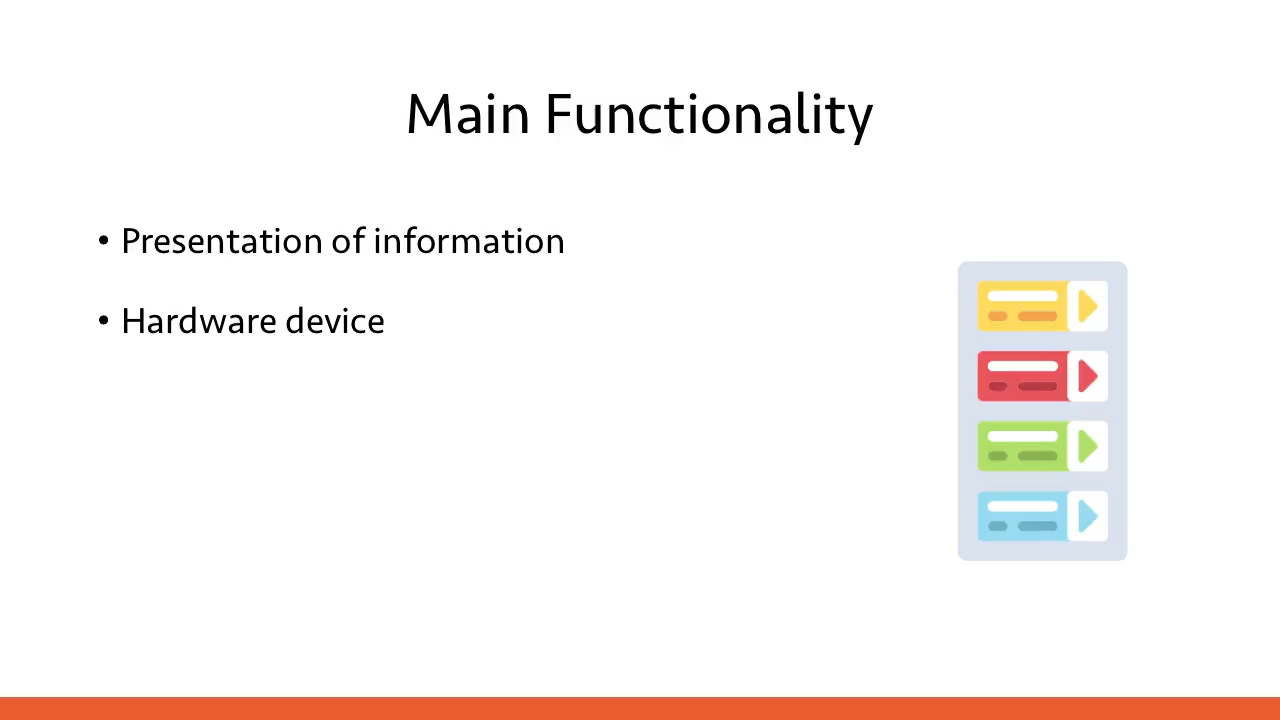 Main Functionality
• Presentation of information
• Hardware device